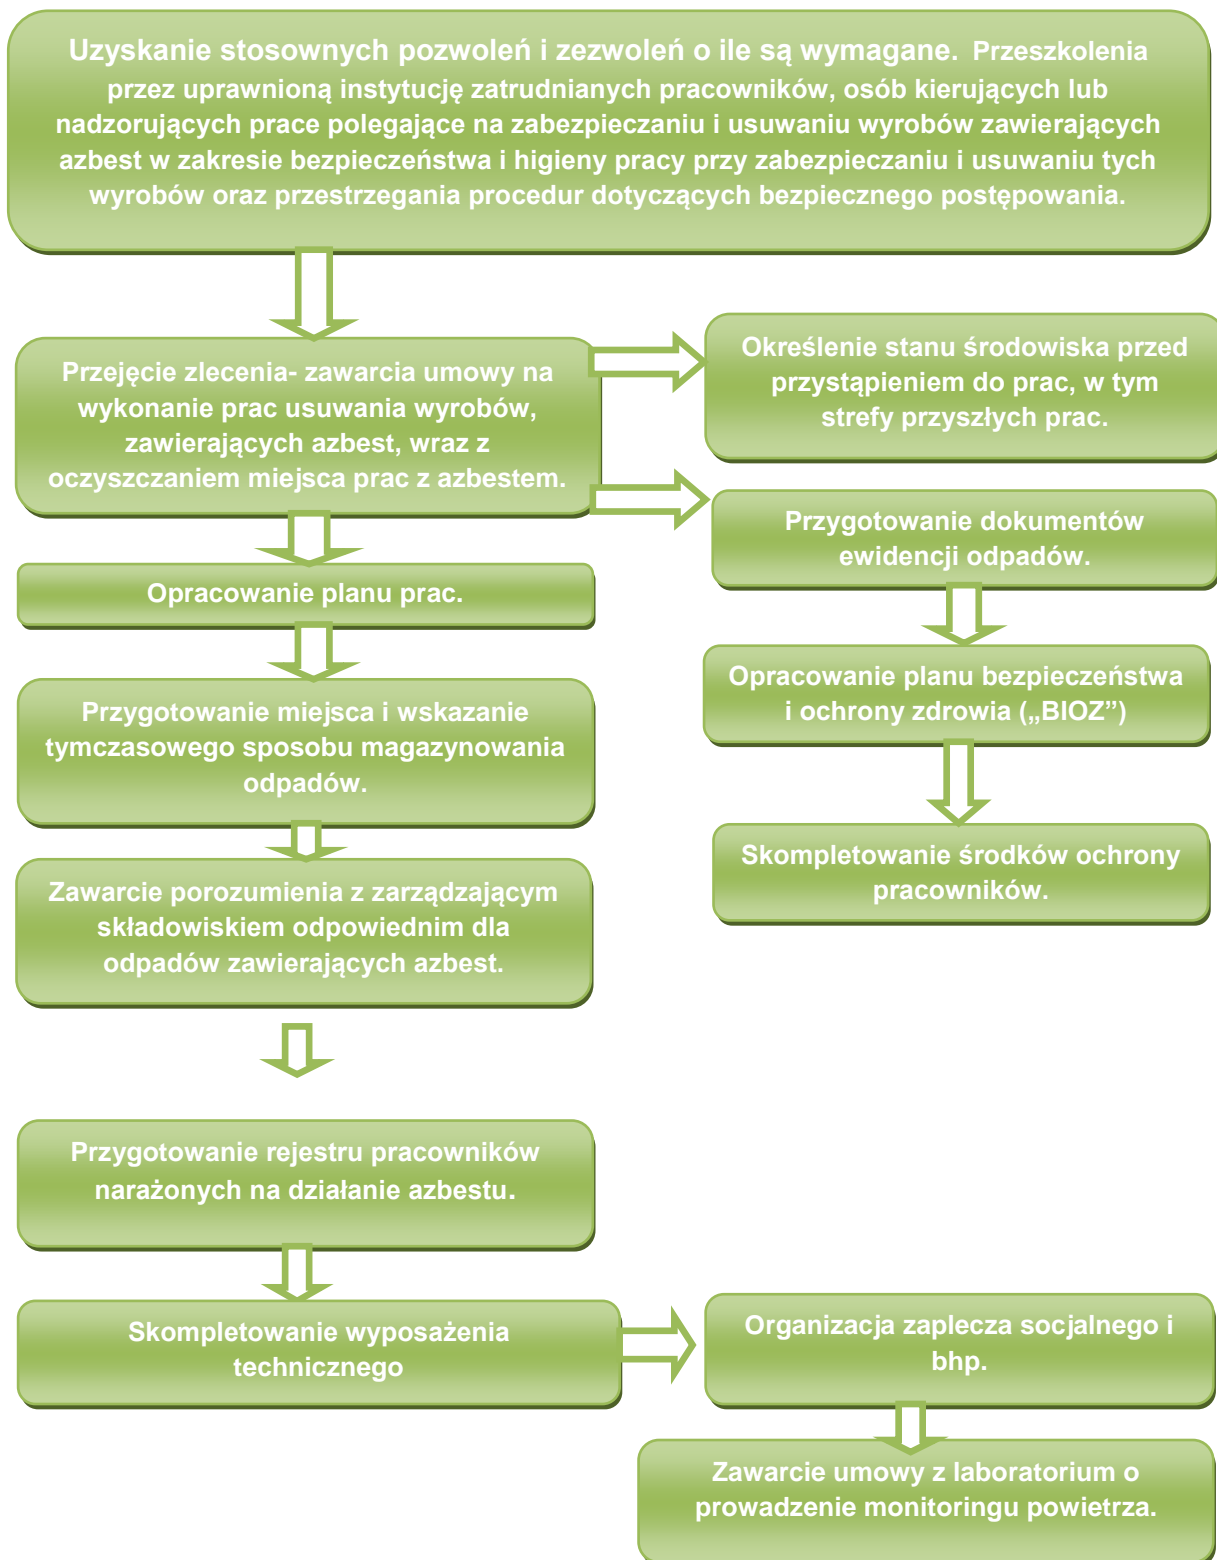 Uzyskanie stosownych pozwoleń i zezwoleń o ile są wymagane. Przeszkolenia
przez uprawnioną instytucję zatrudnianych pracowników, osób kierujących lub
nadzorujących prace polegające na zabezpieczaniu i usuwaniu wyrobów zawierających
azbest w zakresie bezpieczeństwa i higieny pracy przy zabezpieczaniu i usuwaniu tych
wyrobów oraz przestrzegania procedur dotyczących bezpiecznego postępowania.
Przejęcie zlecenia- zawarcia umowy na
wykonanie prac usuwania wyrobów,
zawierających azbest, wraz z
oczyszczaniem miejsca prac z azbestem.
Określenie stanu środowiska przed
przystąpieniem do prac, w tym
strefy przyszłych prac.
Przygotowanie dokumentów
ewidencji odpadów.
Opracowanie planu prac.
Opracowanie planu bezpieczeństwa
i ochrony zdrowia („BIOZ”)
Przygotowanie miejsca i wskazanie
tymczasowego sposobu magazynowania
odpadów.
Skompletowanie środków ochrony
pracowników.
Zawarcie porozumienia z zarządzającym
składowiskiem odpowiednim dla
odpadów zawierających azbest.
Przygotowanie rejestru pracowników
narażonych na działanie azbestu.
Skompletowanie wyposażenia
technicznego
Organizacja zaplecza socjalnego i
bhp.
Zawarcie umowy z laboratorium o
prowadzenie monitoringu powietrza.